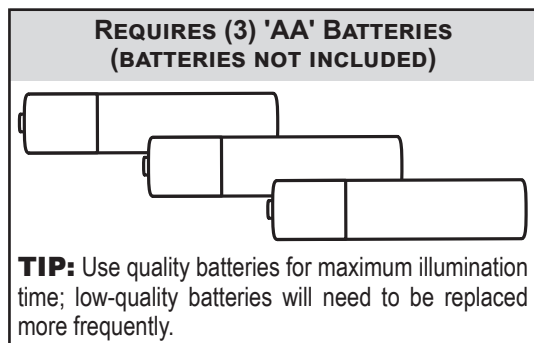 REQUIRES (3) 'AA' BATTERIES
(BATTERIES NOT INCLUDED)
TIP: Use quality batteries for maximum illumination
time; low-quality batteries will need to be replaced
more frequently.